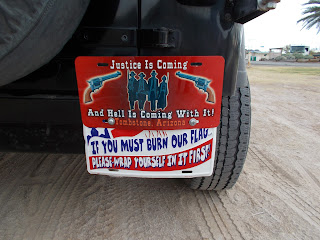 Justice Is Coming
And Hell Is Coming With It!
Tombstone, Arizona
IF YOU MUST BURN OUR FLAG
PLEASE WRAP YOURSELF IN IT FIRST!